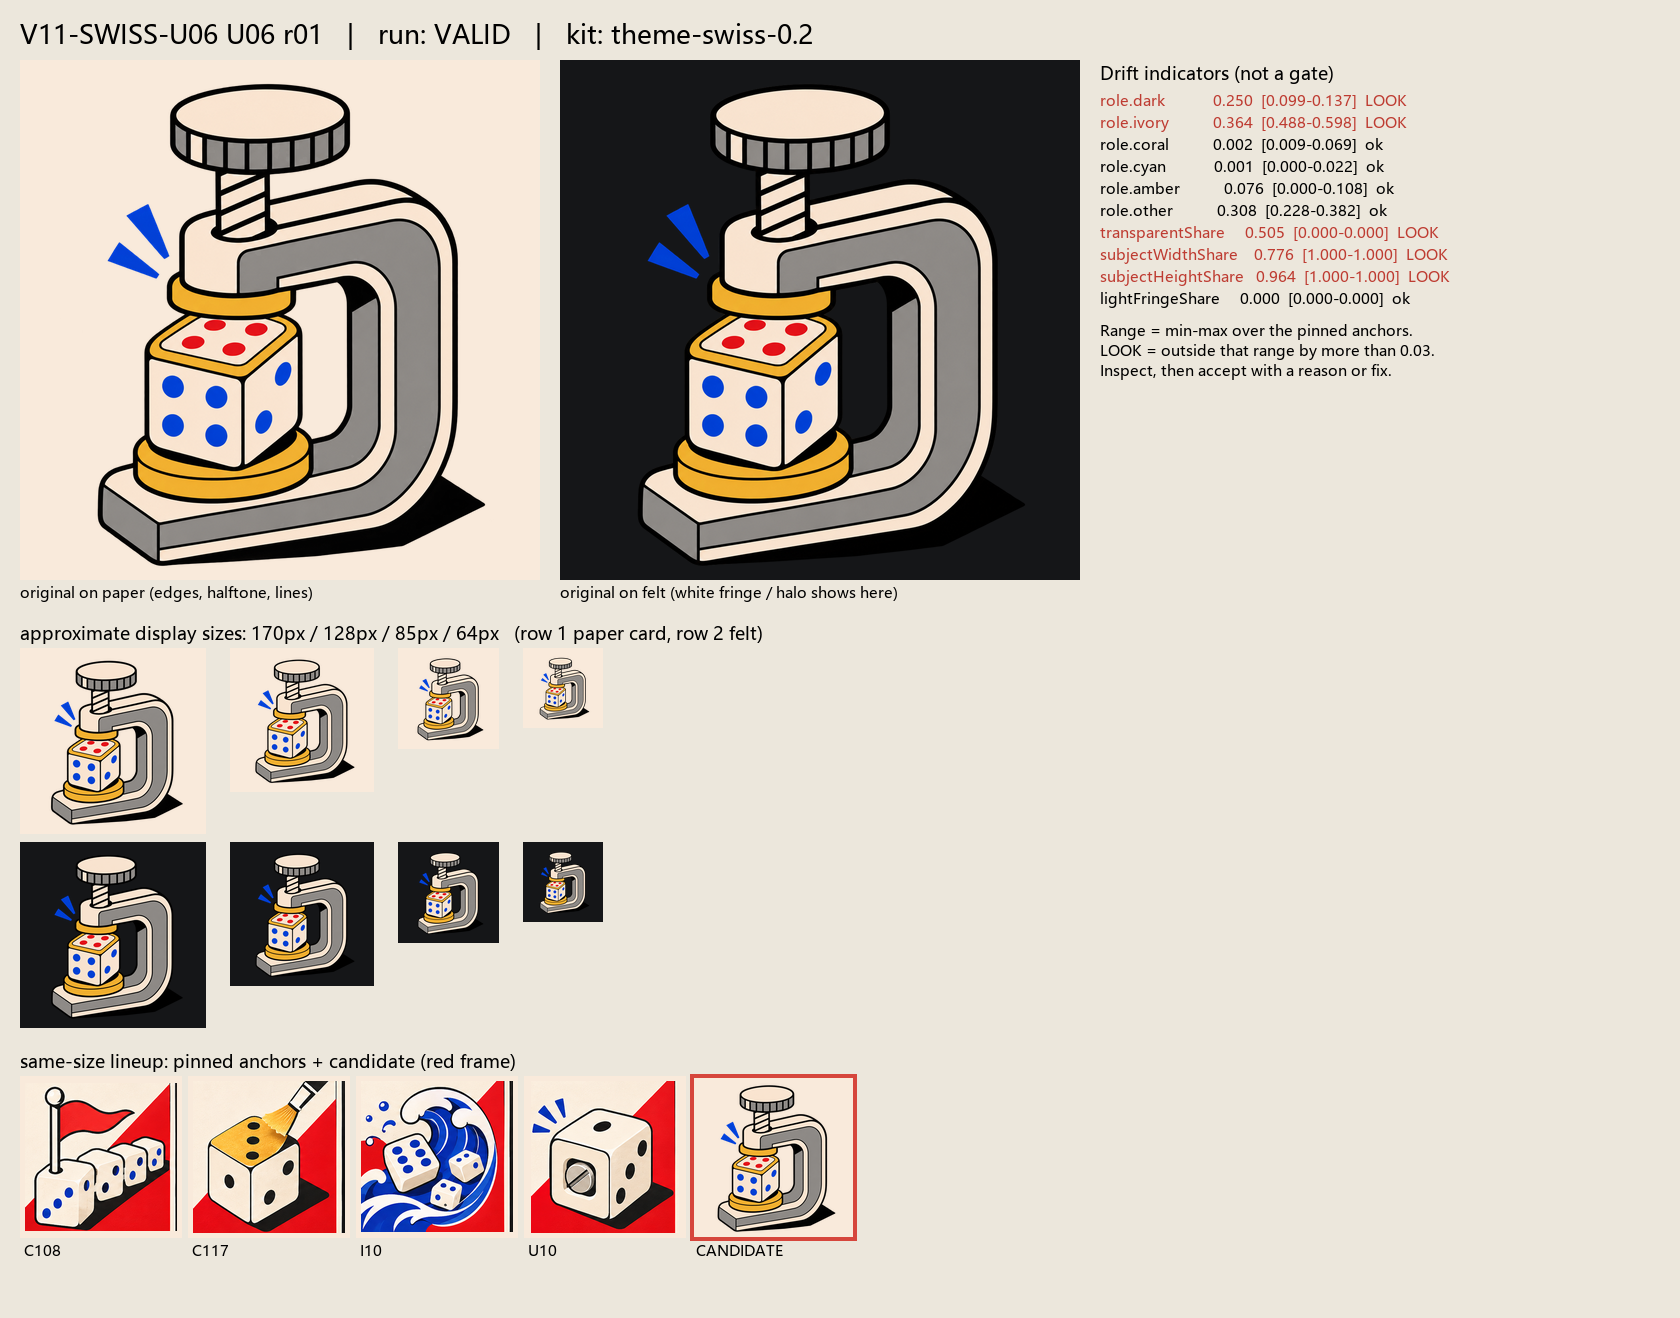 V11-SWISS-U06 U06 r01 | run: VALID | kit: theme-swiss-0.2
Drift indicators (not a gate)
role.dark 0.250 [0.099-0.137] LOOK
role.ivory 0.364 [0.488-0.598] LOOK
role.coral 0.002 [0.009-0.069] ok
role.cyan 0.001 [0.000-0.022] ok
role.amber 0.076 [0.000-0.108] ok
role.other 0.308 [0.228-0.382] ok
transparentShare 0.505 [0.000-0.000] LOOK
subjectWidthShare 0.776 [1.000-1.000] LOOK
subjectHeightShare 0.964 [1.000-1.000] LOOK
lightFringeShare 0.000 [0.000-0.000] ok
Range = min-max over the pinned anchors.
LOOK = outside that range by more than 0.03.
Inspect, then accept with a reason or fix.
original on paper (edges, halftone, lines)
original on felt (white fringe / halo shows here)
approximate display sizes: 170px / 128px / 85px / 64px (row 1 paper card, row 2 felt)
same-size lineup: pinned anchors + candidate (red frame)
C108
C117
I10
U10
CANDIDATE